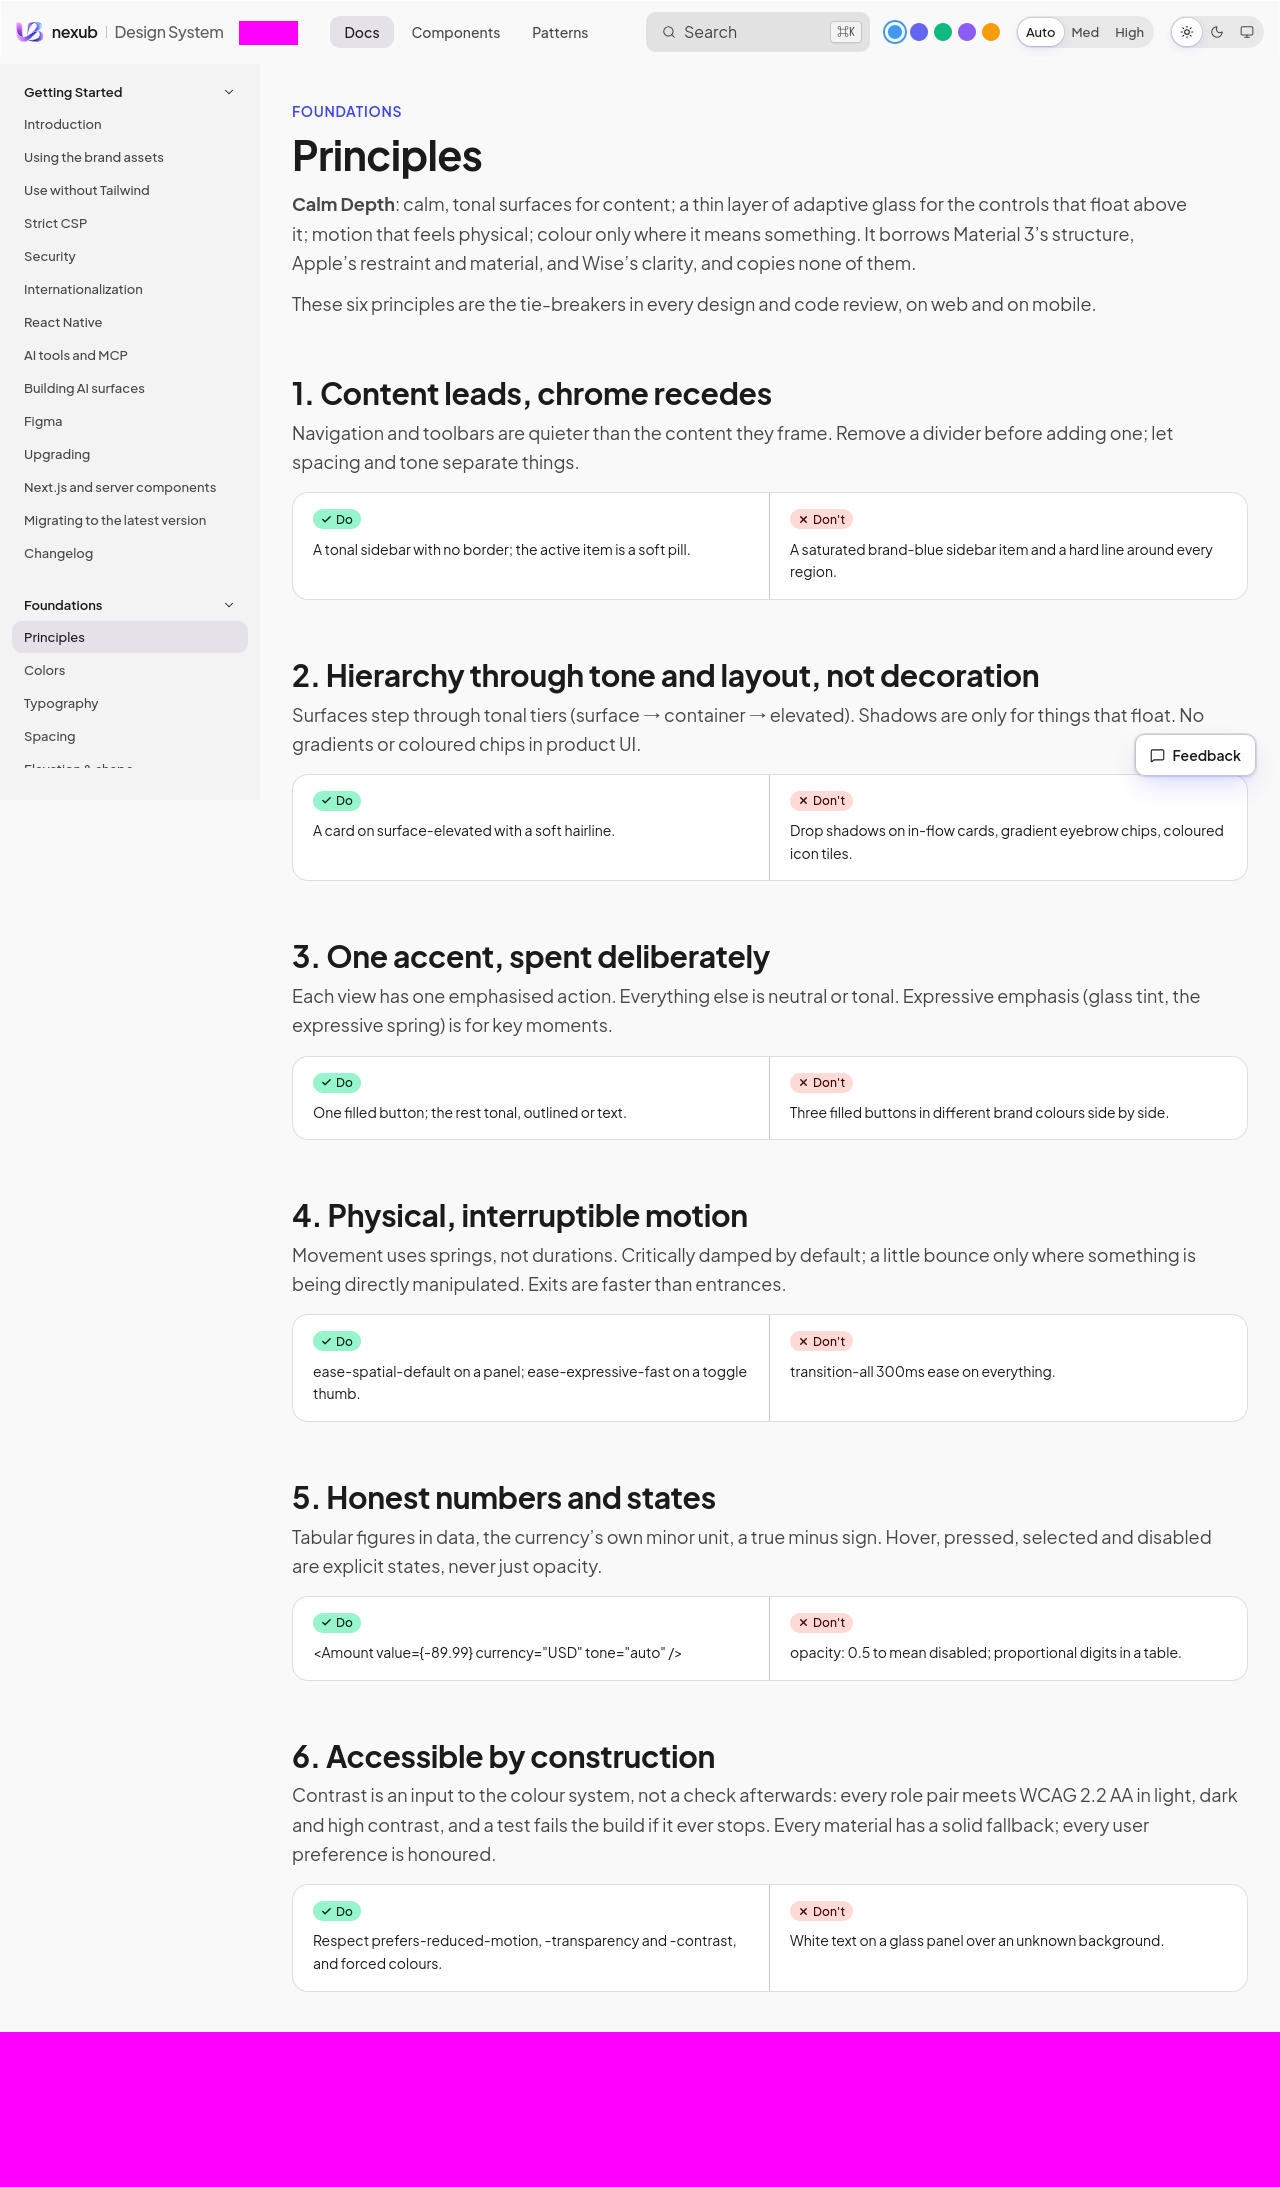 nexub | Design System
Docs
Components
Patterns
Search
⌘K
Auto
Med
High
Getting Started
Introduction
Using the brand assets
Use without Tailwind
Strict CSP
Security
Internationalization
React Native
AI tools and MCP
Building AI surfaces
Figma
Upgrading
Next.js and server components
Migrating to the latest version
Changelog
Foundations
Principles
Colors
Typography
Spacing
Elevation & shape
FOUNDATIONS
Principles
Calm Depth: calm, tonal surfaces for content; a thin layer of adaptive glass for the controls that float above
it; motion that feels physical; colour only where it means something. It borrows Material 3’s structure,
Apple’s restraint and material, and Wise’s clarity, and copies none of them.
These six principles are the tie-breakers in every design and code review, on web and on mobile.
1. Content leads, chrome recedes
Navigation and toolbars are quieter than the content they frame. Remove a divider before adding one; let
spacing and tone separate things.
Do
A tonal sidebar with no border; the active item is a soft pill.
Don't
A saturated brand-blue sidebar item and a hard line around every
region.
2. Hierarchy through tone and layout, not decoration
Surfaces step through tonal tiers (surface → container → elevated). Shadows are only for things that float. No
gradients or coloured chips in product UI.
Feedback
Do
A card on surface-elevated with a soft hairline.
Don't
Drop shadows on in-flow cards, gradient eyebrow chips, coloured
icon tiles.
3. One accent, spent deliberately
Each view has one emphasised action. Everything else is neutral or tonal. Expressive emphasis (glass tint, the
expressive spring) is for key moments.
Do
One filled button; the rest tonal, outlined or text.
Don't
Three filled buttons in different brand colours side by side.
4. Physical, interruptible motion
Movement uses springs, not durations. Critically damped by default; a little bounce only where something is
being directly manipulated. Exits are faster than entrances.
Do
ease-spatial-default on a panel; ease-expressive-fast on a toggle
thumb.
Don't
transition-all 300ms ease on everything.
5. Honest numbers and states
Tabular figures in data, the currency’s own minor unit, a true minus sign. Hover, pressed, selected and disabled
are explicit states, never just opacity.
Do
<Amount value={-89.99} currency="USD" tone="auto" />
Don't
opacity: 0.5 to mean disabled; proportional digits in a table.
6. Accessible by construction
Contrast is an input to the colour system, not a check afterwards: every role pair meets WCAG 2.2 AA in light, dark
and high contrast, and a test fails the build if it ever stops. Every material has a solid fallback; every user
preference is honoured.
Do
Respect prefers-reduced-motion, -transparency and -contrast,
and forced colours.
Don't
White text on a glass panel over an unknown background.